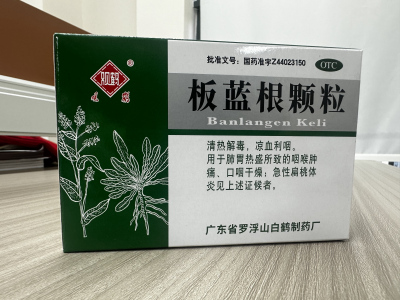 批准文号：国药准字Z44023150
OTC
板蓝根颗粒
Banlangen Keli
清热解毒，凉血利咽。
用于肺胃热盛所致的咽喉肿
痛、口咽干燥；急性扁桃体
炎见上述证候者。
广东省罗浮山白鹤制药厂